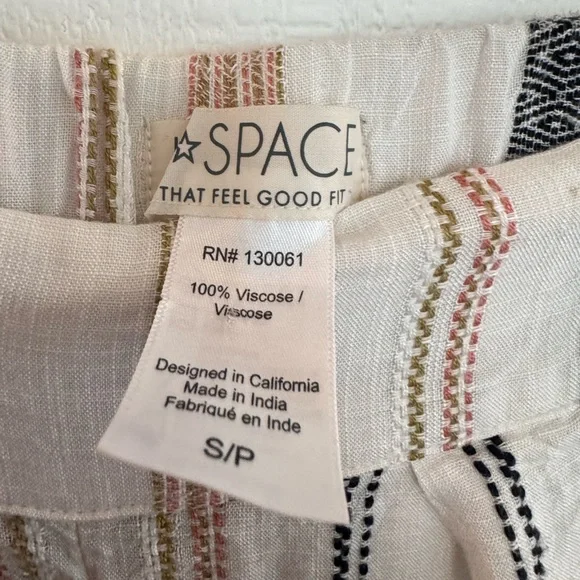 SPACE
THAT FEEL GOOD FIT
RN# 130061
100% Viscose /
Viscose
Designed in California
Made in India
Fabriqué en Inde
S/P